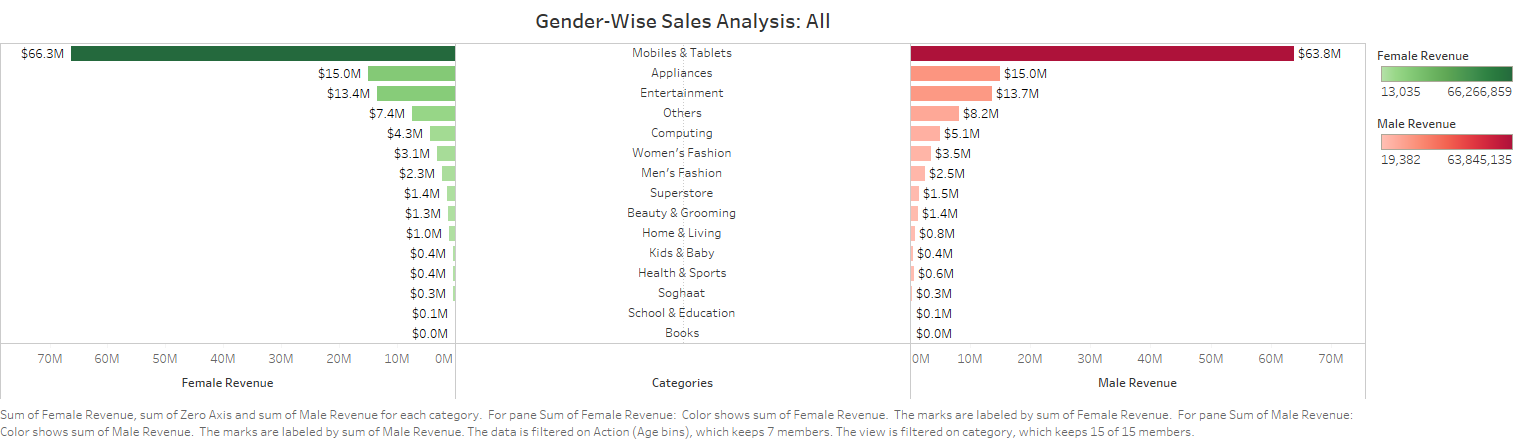 Gender-Wise Sales Analysis: All
$66.3M Mobiles & Tablets $63.8M
$15.0M Appliances $15.0M
$13.4M Entertainment $13.7M
$7.4M Others $8.2M
$4.3M Computing $5.1M
$3.1M Women's Fashion $3.5M
$2.3M Men's Fashion $2.5M
$1.4M Superstore $1.5M
$1.3M Beauty & Grooming $1.4M
$1.0M Home & Living $0.8M
$0.4M Kids & Baby $0.4M
$0.4M Health & Sports $0.6M
$0.3M Soghaat $0.3M
$0.1M School & Education $0.1M
$0.0M Books $0.0M
70M 60M 50M 40M 30M 20M 10M 0M 0M 10M 20M 30M 40M 50M 60M 70M
Female Revenue Categories Male Revenue
Female Revenue
13,035 66,266,859
Male Revenue
19,382 63,845,135
Sum of Female Revenue, sum of Zero Axis and sum of Male Revenue for each category. For pane Sum of Female Revenue: Color shows sum of Female Revenue. The marks are labeled by sum of Female Revenue. For pane Sum of Male Revenue:
Color shows sum of Male Revenue. The marks are labeled by sum of Male Revenue. The data is filtered on Action (Age bins), which keeps 7 members. The view is filtered on category, which keeps 15 of 15 members.